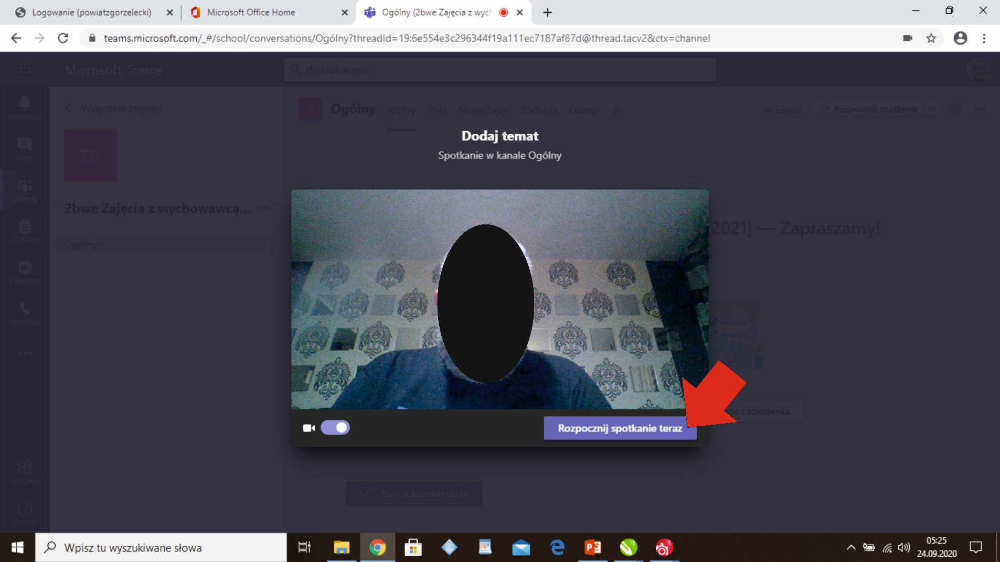 Logowanie (powiatzgorzelecki)
Microsoft Office Home
Ogólny (2bwe Zajęcia z wych
teams.microsoft.com/_#/school/conversations/Ogólny?threadId=19:6e554e3c296344f19a111ec7187af87d@thread.tacv2&ctx=channel
Microsoft Teams
Wyszukiwanie
Aktywność
Czat
Zespoły
Zadania
Kalendarz
Rozmowy
Aplikacje
Pomoc
Wszystkie zespoły
ZB
2bwe Zajęcia z wychowawcą...
Ogólny
ZB
Ogólny Wpisy Pliki Notes zajęć Zadania Oceny
Zespół
Rozpocznij spotkanie
Dodaj temat
Spotkanie w kanale Ogólny
2021] — Zapraszamy!
oc i szkolenia
Rozpocznij spotkanie teraz
Nowa konwersacja
Wpisz tu wyszukiwane słowa
05:25
24.09.2020